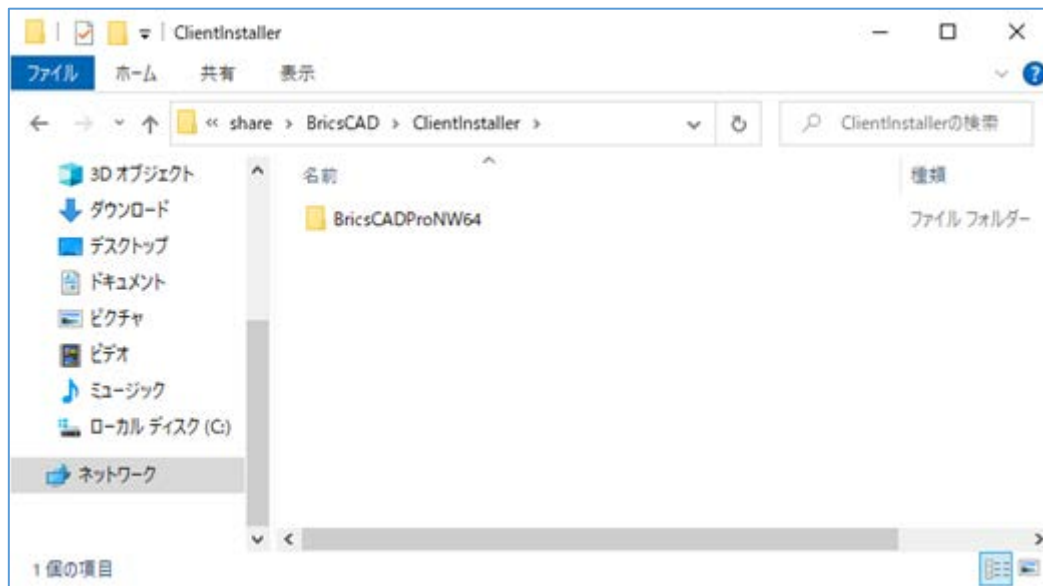 ClientInstaller
ファイル ホーム 共有 表示
« share > BricsCAD > ClientInstaller > ClientInstallerの検索
名前 種類
3D オブジェクト
ダウンロード
BricsCADProNW64 ファイル フォルダー
デスクトップ
ドキュメント
ピクチャ
ビデオ
ミュージック
ローカル ディスク (C:)
ネットワーク
1 個の項目